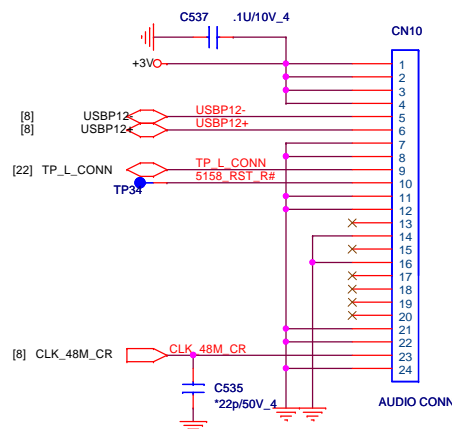 C537 .1U/10V_4
CN10
+3V
1
2
3
4
[8] USBP12- USBP12- 5
[8] USBP12+ USBP12+ 6
7
8
[22] TP_L_CONN TP_L_CONN 9
TP34 5158_RST_R# 10
11
12
13
14
15
16
17
18
19
20
21
22
[8] CLK_48M_CR CLK_48M_CR 23
24
C535
*22p/50V_4
AUDIO CONN